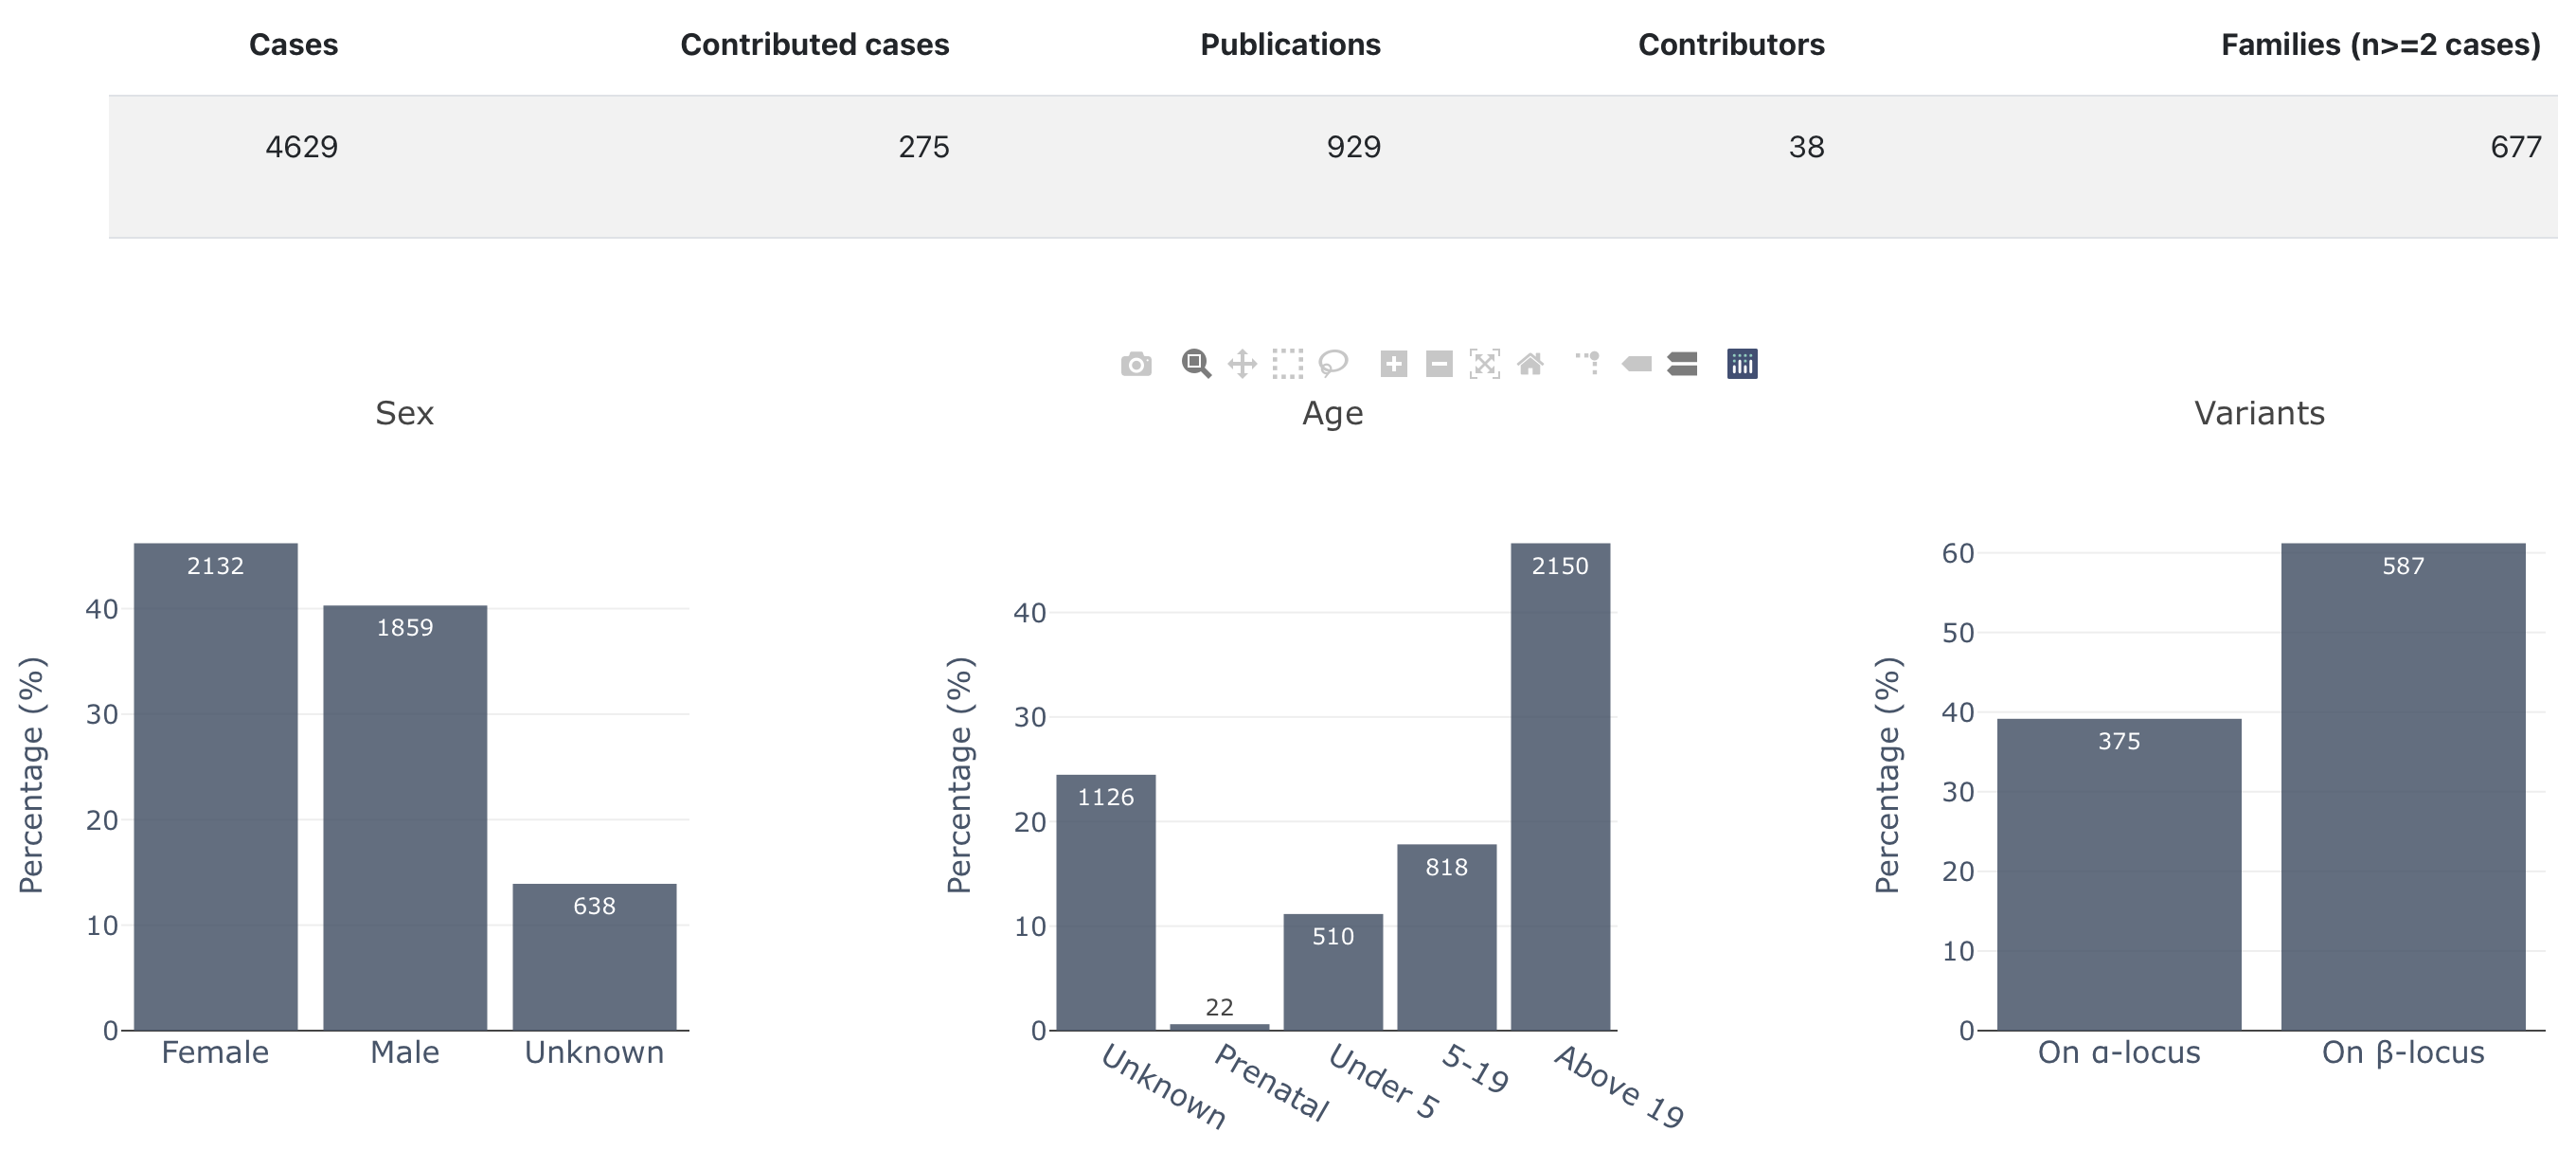 Cases Contributed cases Publications Contributors Families (n>=2 cases)
4629 275 929 38 677
Sex
Percentage (%)
40
30
20
10
0
2132
1859
638
Female Male Unknown
Age
Percentage (%)
40
30
20
10
0
1126
22
510
818
2150
Unknown Prenatal Under 5 5-19 Above 19
Variants
Percentage (%)
60
50
40
30
20
10
0
375
587
On α-locus On β-locus